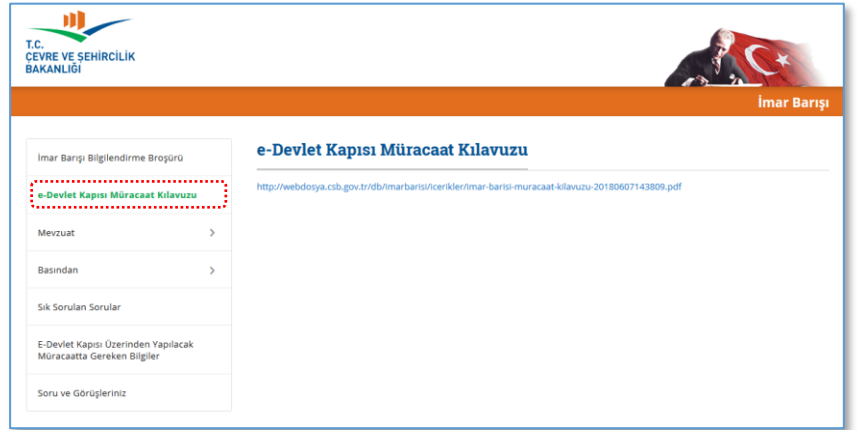 T.C.
ÇEVRE VE ŞEHİRCİLİK
BAKANLIĞI
İmar Barışı
İmar Barışı Bilgilendirme Broşürü
e-Devlet Kapısı Müracaat Kılavuzu
Mevzuat
Basından
Sık Sorulan Sorular
E-Devlet Kapısı Üzerinden Yapılacak
Müracaatta Gereken Bilgiler
Soru ve Görüşleriniz
e-Devlet Kapısı Müracaat Kılavuzu
http://webdosya.csb.gov.tr/db/imarbarisi/icerikler/imar-barisi-muracaat-kilavuzu-20180607143809.pdf